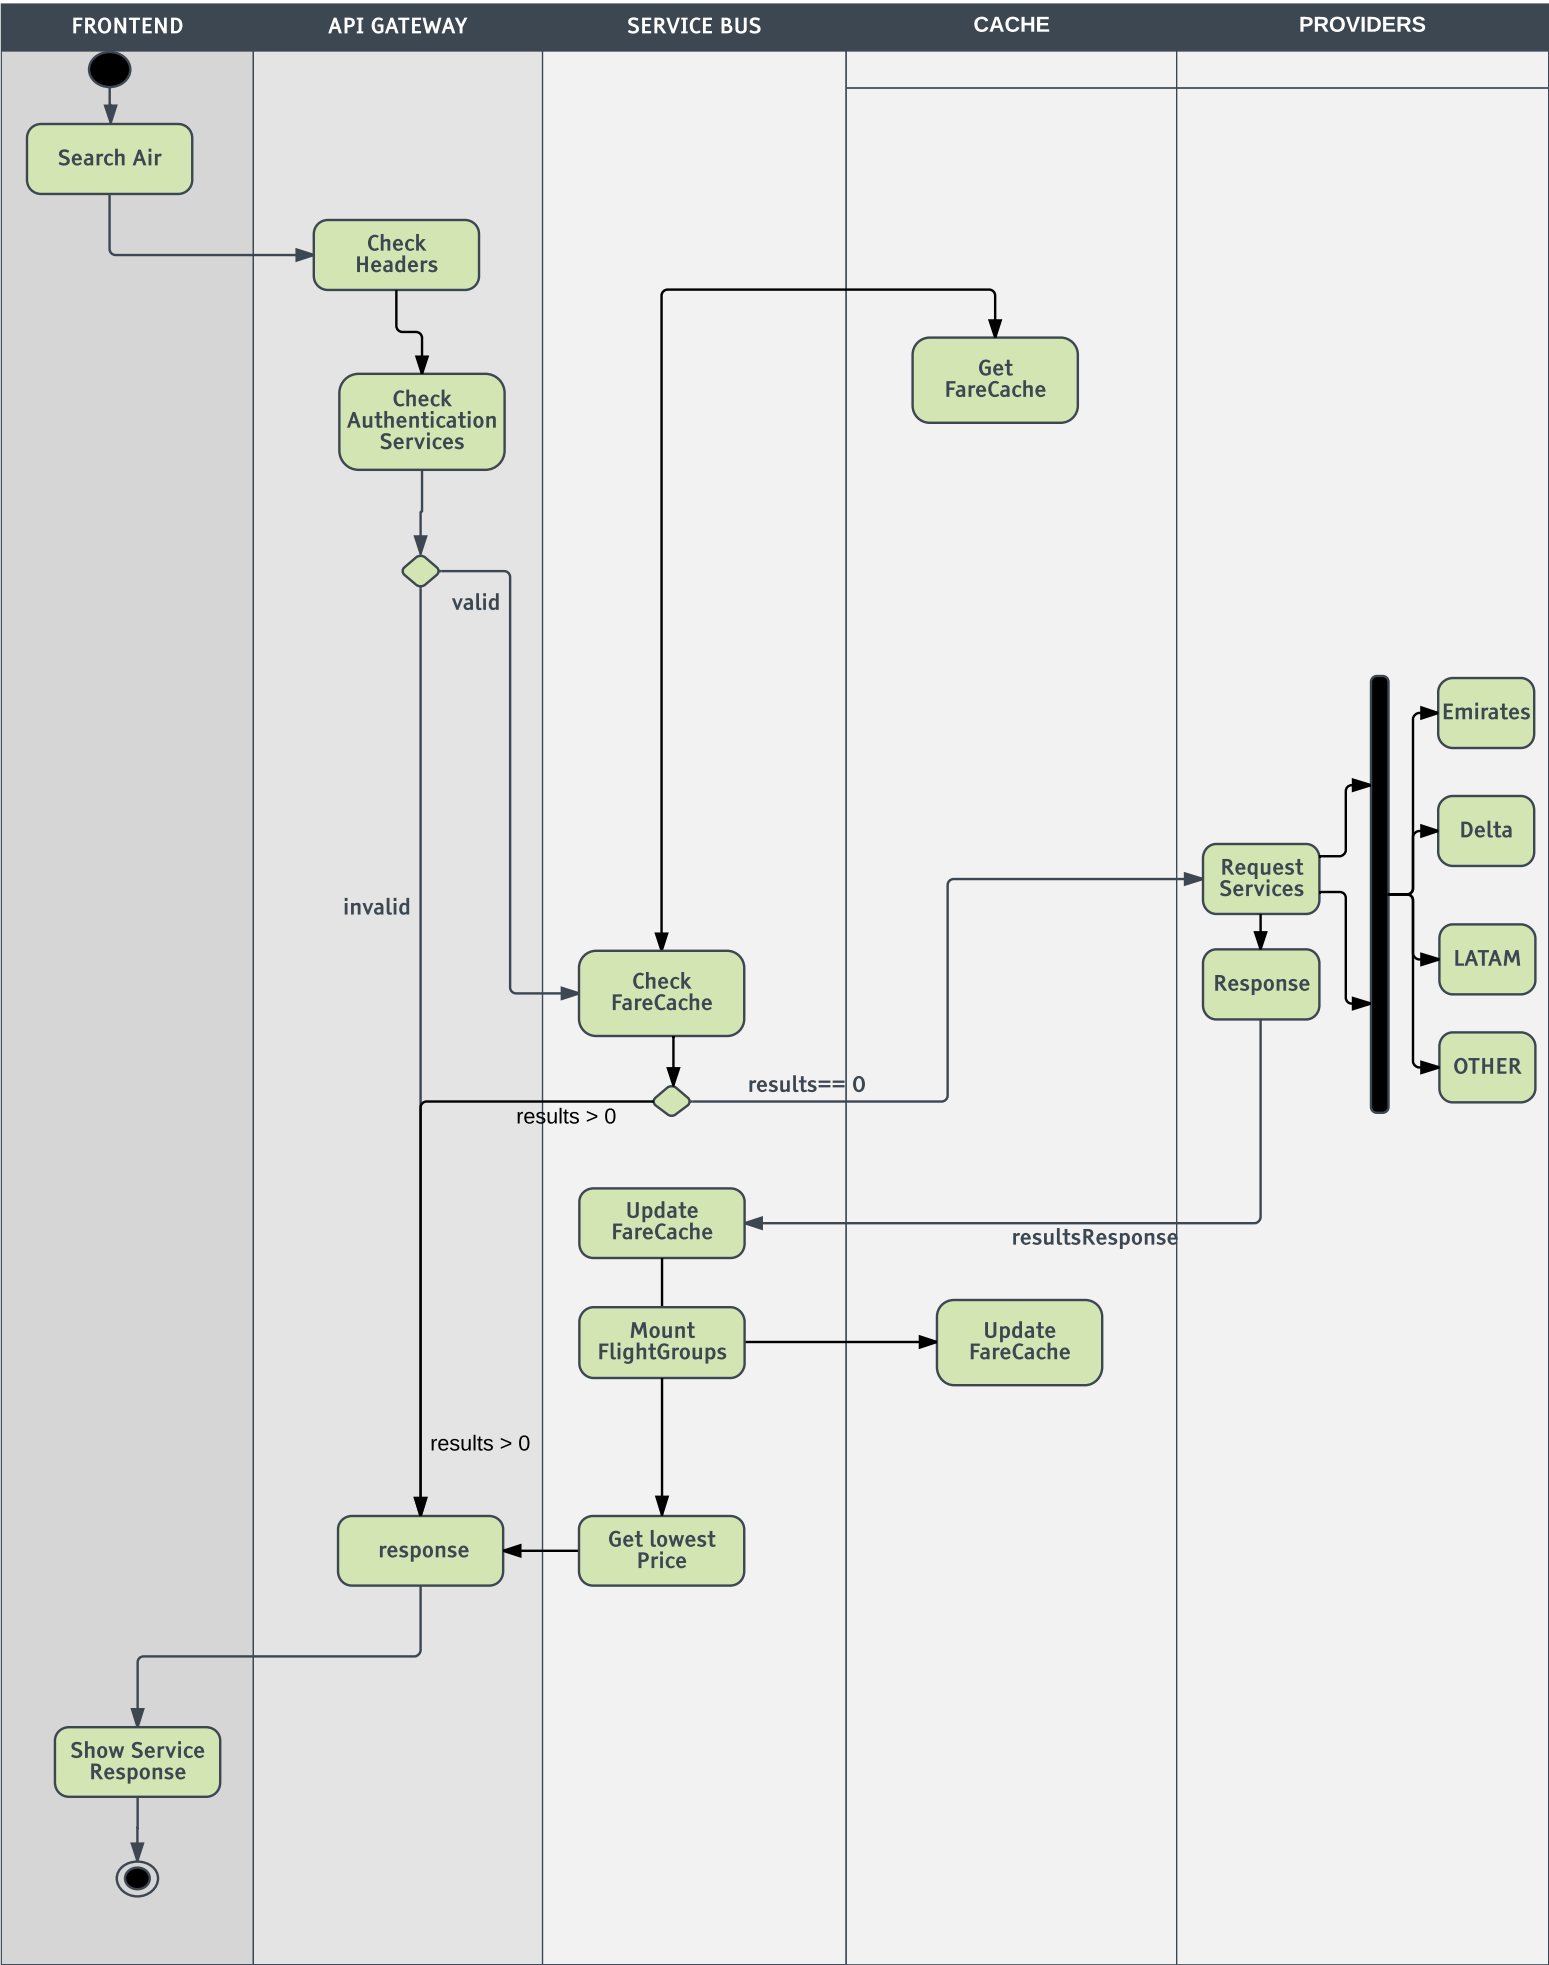 FRONTEND
API GATEWAY
SERVICE BUS
CACHE
PROVIDERS
Search Air
Check
Headers
Get
FareCache
Check
Authentication
Services
valid
Emirates
Delta
Request
Services
invalid
LATAM
Check
FareCache
Response
OTHER
results== 0
results > 0
Update
FareCache
resultsResponse
Mount
FlightGroups
Update
FareCache
results > 0
response
Get lowest
Price
Show Service
Response